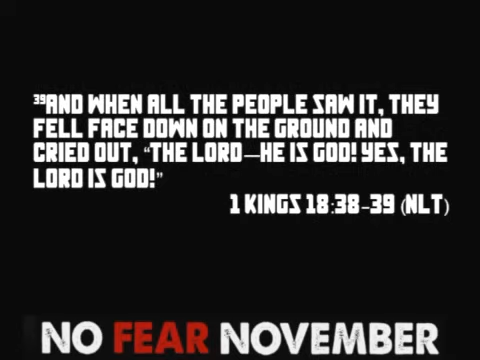 ³⁹AND WHEN ALL THE PEOPLE SAW IT, THEY
FELL FACE DOWN ON THE GROUND AND
CRIED OUT, “THE LORD—HE IS GOD! YES, THE
LORD IS GOD!”
1 KINGS 18:38-39 (NLT)
NO FEAR NOVEMBER